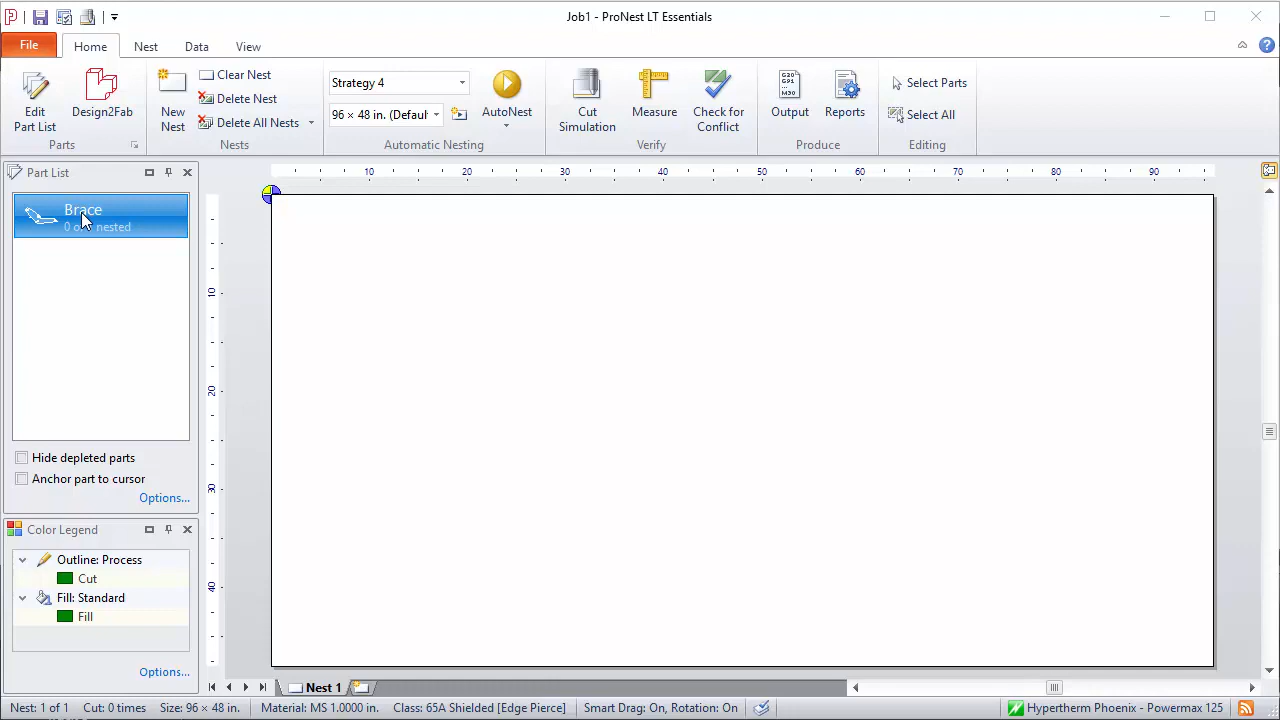 Job1 - ProNest LT Essentials
File
Home
Nest
Data
View
Edit
Part List
Design2Fab
Parts
New
Nest
Clear Nest
Delete Nest
Delete All Nests
Nests
Strategy 4
96 × 48 in. (Defaul
AutoNest
Automatic Nesting
Cut
Simulation
Measure
Check for
Conflict
Verify
G20
G91
M30
Output
Reports
Produce
Select Parts
Select All
Editing
Part List
Brace
0 o nested
Hide depleted parts
Anchor part to cursor
Options...
Color Legend
Outline: Process
Cut
Fill: Standard
Fill
Options...
10
20
30
40
50
60
70
80
90
10
20
30
40
Nest 1
Nest: 1 of 1
Cut: 0 times
Size: 96 × 48 in.
Material: MS 1.0000 in.
Class: 65A Shielded [Edge Pierce]
Smart Drag: On, Rotation: On
Hypertherm Phoenix - Powermax 125